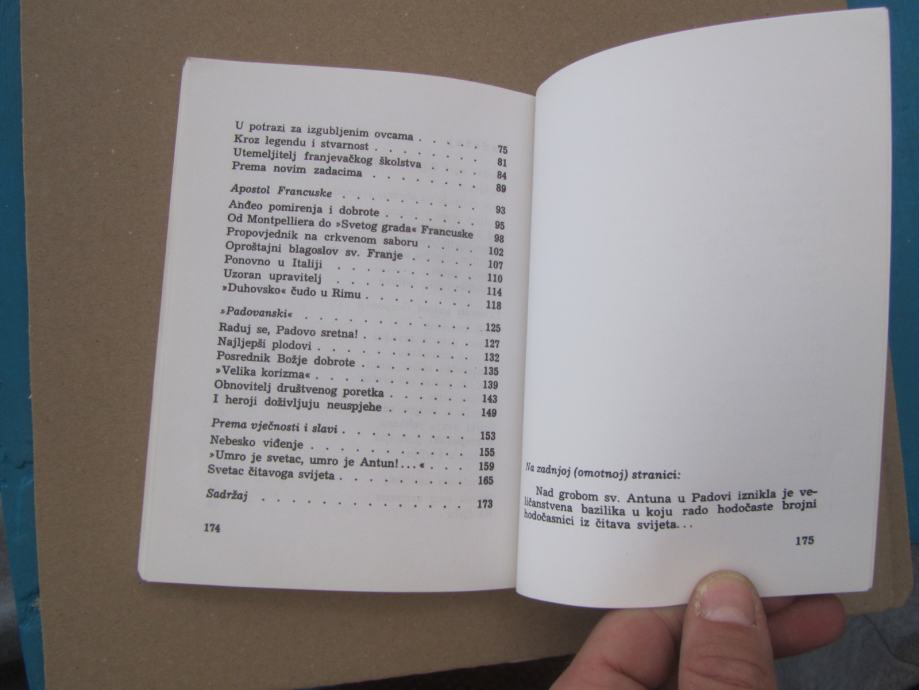 U potrazi za izgubljenim ovcama . . . . . 75
Kroz legendu i stvarnost . . . . . . . 81
Utemeljitelj franjevačkog školstva . . . . 84
Prema novim zadacima . . . . . . . 89
Apostol Francuske . . . . . . . . 93
Anđeo pomirenja i dobrote . . . . . . 95
Od Montpelliera do »Svetog grada« Francuske 98
Propovjednik na crkvenom saboru . . . . 102
Oproštajni blagoslov sv. Franje . . . . . 107
Ponovno u Italiji . . . . . . . . 110
Uzoran upravitelj . . . . . . . . 114
»Duhovsko« čudo u Rimu . . . . . . 118
»Padovanski« . . . . . . . . . . 125
Raduj se, Padovo sretna! . . . . . . . 127
Najljepši plodovi . . . . . . . . . 132
Posrednik Božje dobrote . . . . . . . 135
»Velika korizma« . . . . . . . . . 139
Obnovitelj društvenog poretka . . . . . 143
I heroji doživljuju neuspjehe . . . . . . 149
Prema vječnosti i slavi . . . . . . . . 153
Nebesko viđenje . . . . . . . . . 155
»Umro je svetac, umro je Antun! . . . « . . . . 159
Svetac čitavoga svijeta . . . . . . . . 165
Sadržaj . . . . . . . . . . 173
174
Na zadnjoj (omotnoj) stranici:
Nad grobom sv. Antuna u Padovi iznikla je ve-
ličanstvena bazilika u koju rado hodočaste brojni
hodočasnici iz čitava svijeta. . .
175